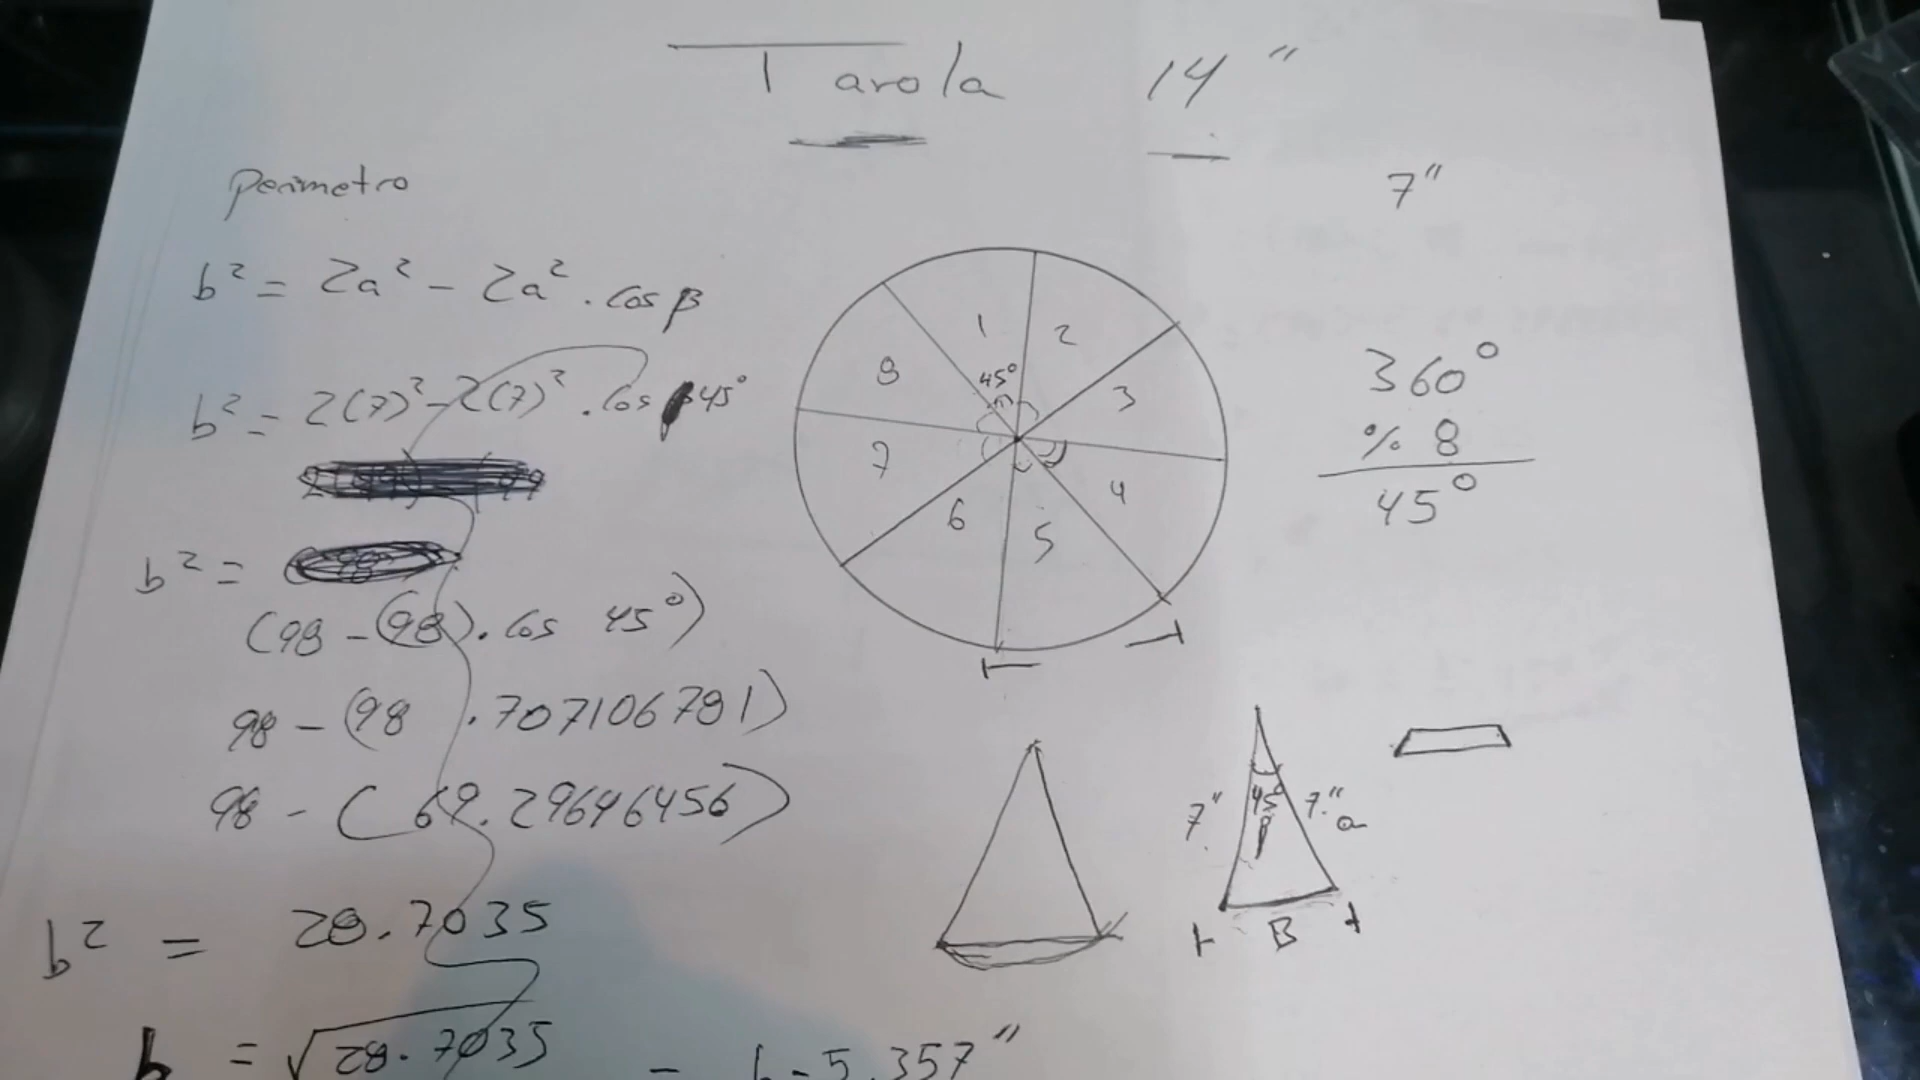 Tarola 14"
perimetro
7"
b² = 2a² - 2a² . cos β
b² = 2(7)² - 2(7)² . cos 45°
b² =
(98 - (98) . cos 45°)
98 - (98 .707106781)
98 - (69.29646456)
b² = 28.7035
b = √28.7035 - b - 5.357"
1
2
3
4
5
6
7
8
45°
360°
% 8
45°
7"
45°
β
7."
a
B